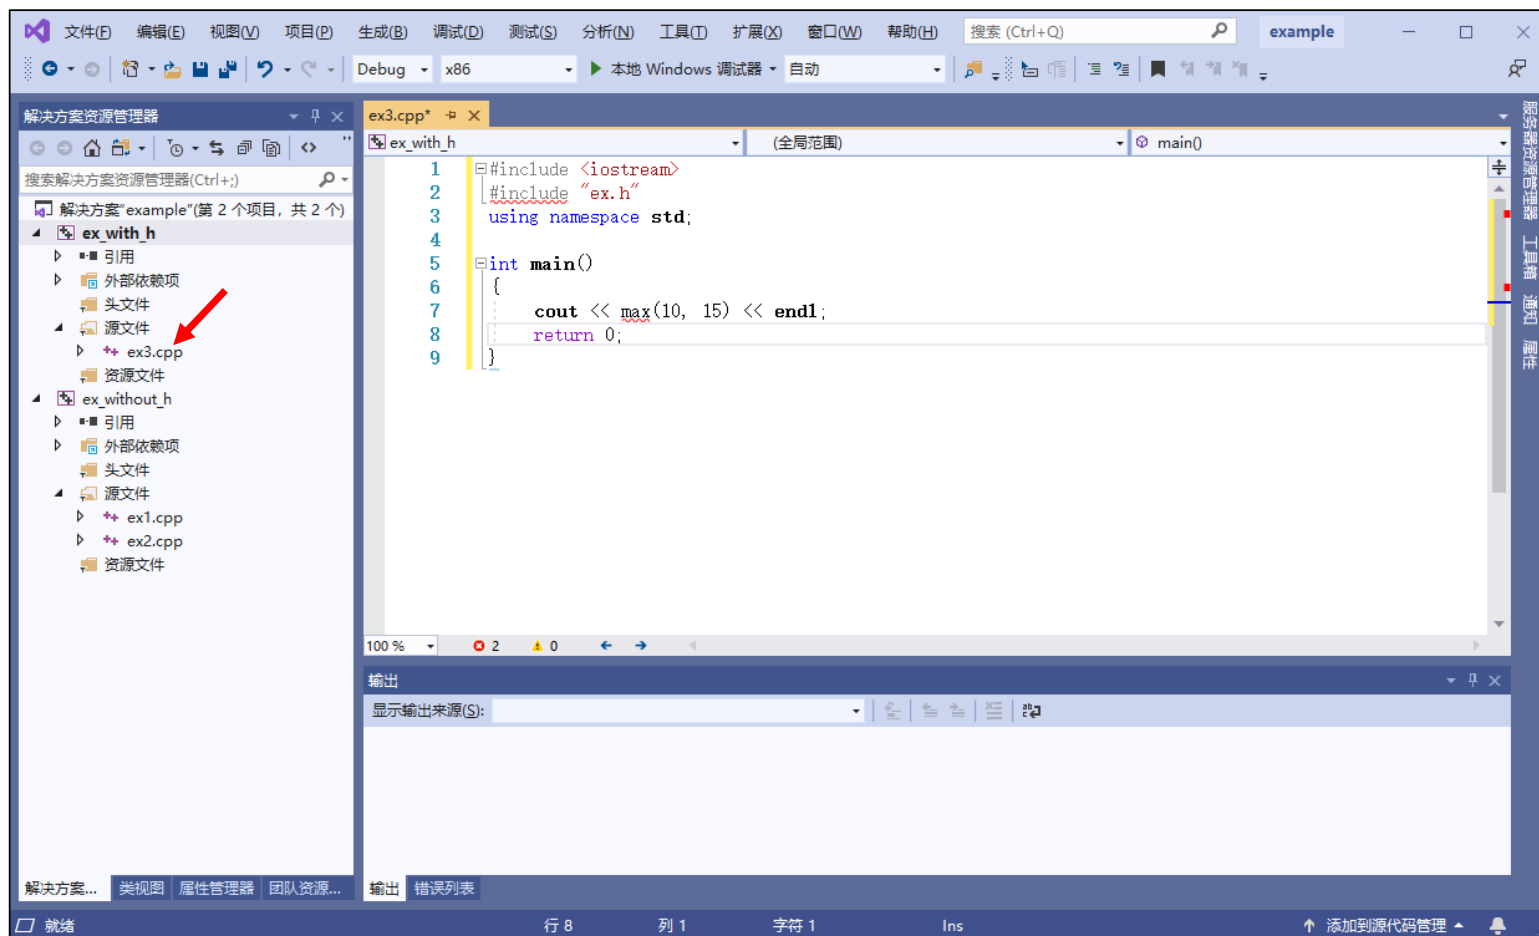 文件(F) 编辑(E) 视图(V) 项目(P) 生成(B) 调试(D) 测试(S) 分析(N) 工具(T) 扩展(X) 窗口(W) 帮助(H) 搜索 (Ctrl+Q) example
Debug x86 本地 Windows 调试器 自动
解决方案资源管理器
搜索解决方案资源管理器(Ctrl+;)
解决方案"example"(第 2 个项目，共 2 个)
ex_with_h
引用
外部依赖项
头文件
源文件
ex3.cpp
资源文件
ex_without_h
引用
外部依赖项
头文件
源文件
ex1.cpp
ex2.cpp
资源文件
解决方案... 类视图 属性管理器 团队资源...
ex3.cpp*
ex_with_h (全局范围) main()
1 #include <iostream>
2 #include "ex.h"
3 using namespace std;
4
5 int main()
6 {
7 cout << max(10, 15) << endl;
8 return 0;
9 }
100 % 2 0
输出
显示输出来源(S):
输出 错误列表
服务器资源管理器
工具箱
通知
属性
就绪 行 8 列 1 字符 1 Ins 添加到源代码管理